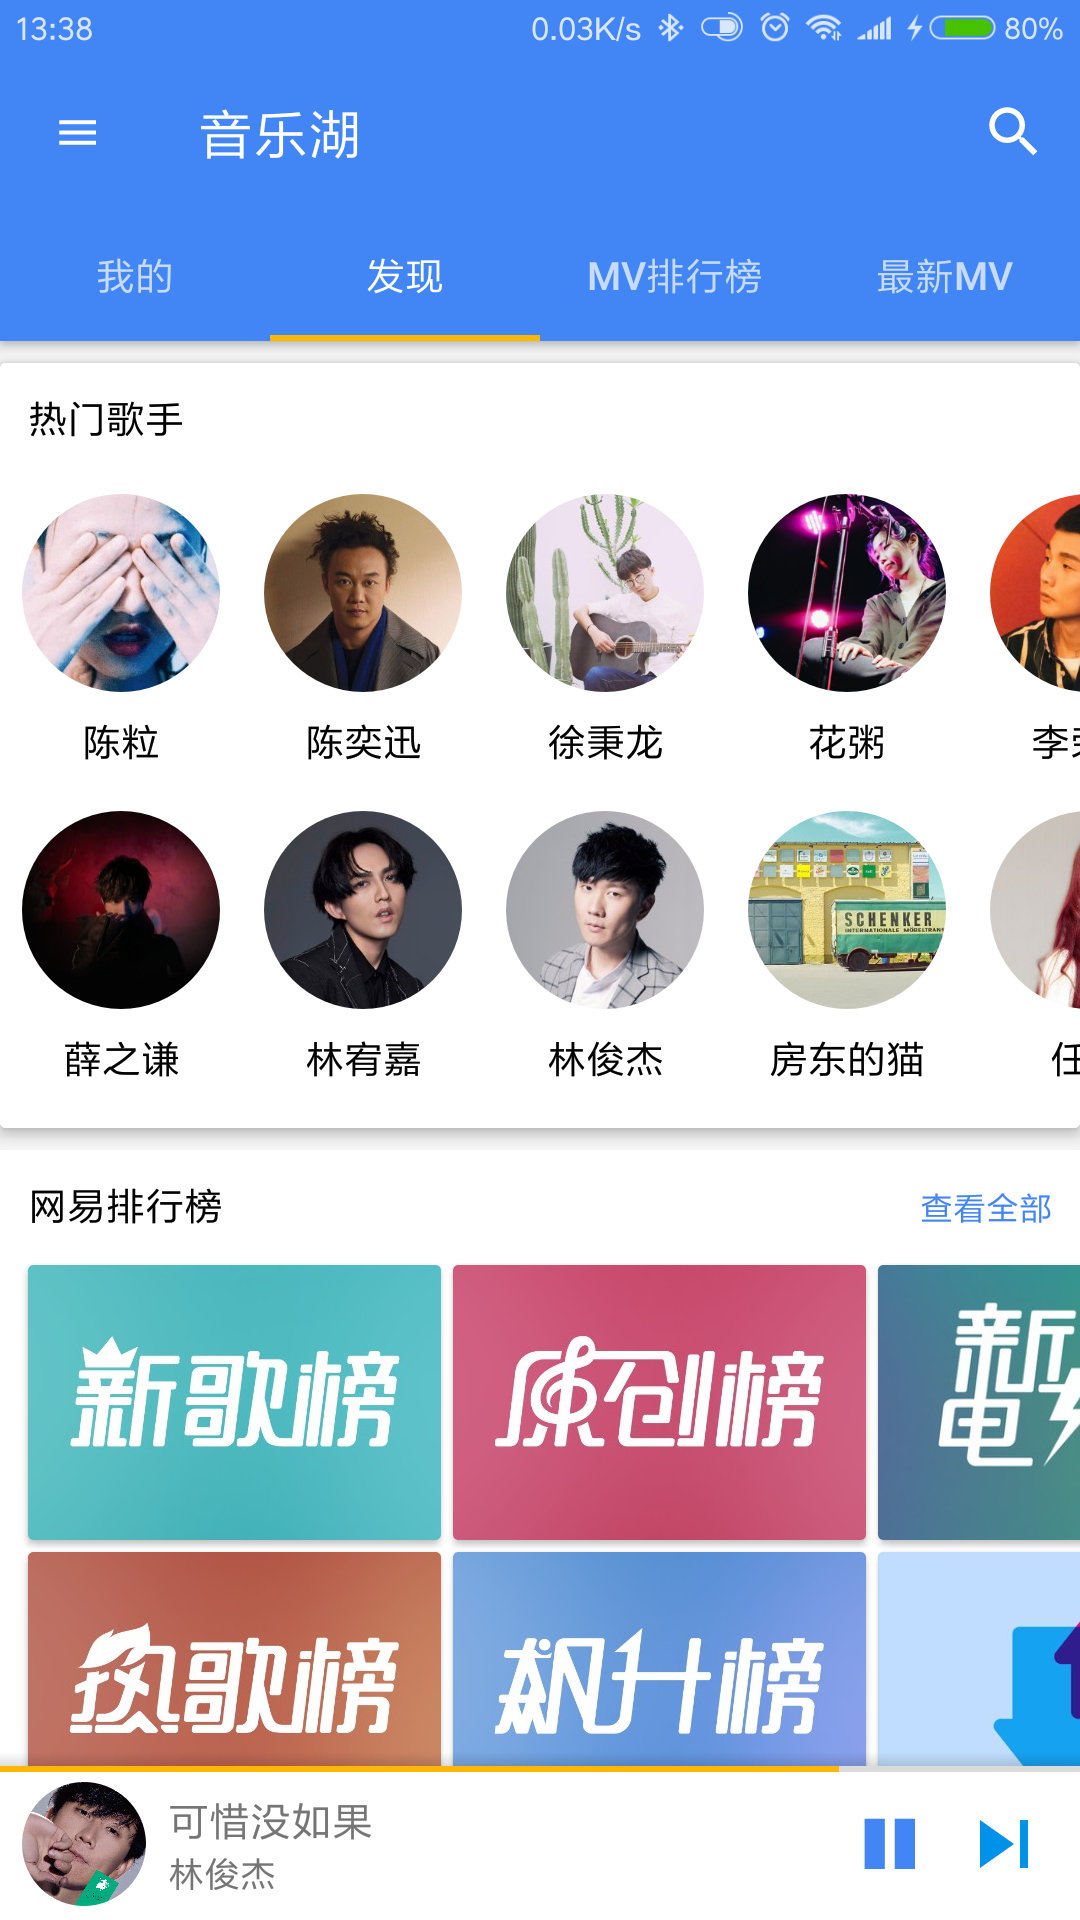 13:38 0.03K/s 80%
音乐湖
我的 发现 MV排行榜 最新MV
热门歌手
陈粒 陈奕迅 徐秉龙 花粥 李
SCHENKER
INTERNATIONALE MÖBELTRANS
薛之谦 林宥嘉 林俊杰 房东的猫 任
网易排行榜 查看全部
新歌榜 原创榜 新
电
热歌榜 飙升榜
可惜没如果
林俊杰